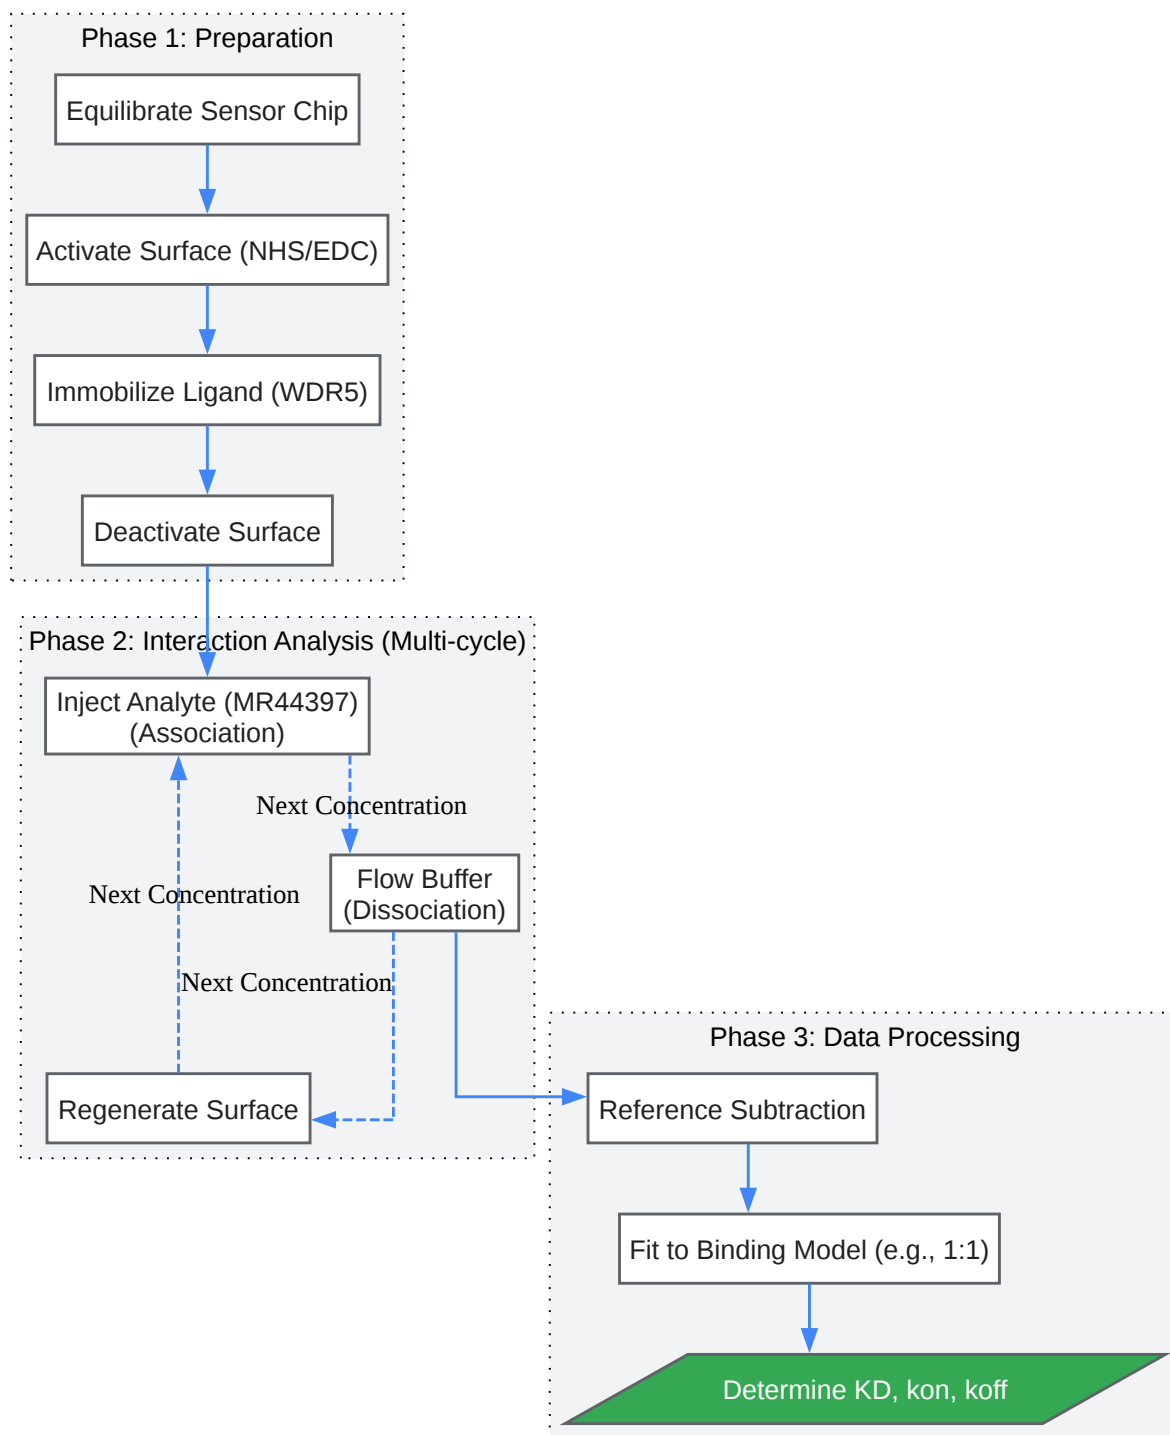 Phase 1: Preparation
Equilibrate Sensor Chip
Activate Surface (NHS/EDC)
Immobilize Ligand (WDR5)
Deactivate Surface
Phase 2: Interaction Analysis (Multi-cycle)
Inject Analyte (MR44397)
(Association)
Next Concentration
Flow Buffer
(Dissociation)
Next Concentration
Next Concentration
Regenerate Surface
Phase 3: Data Processing
Reference Subtraction
Fit to Binding Model (e.g., 1:1)
Determine KD, kon, koff